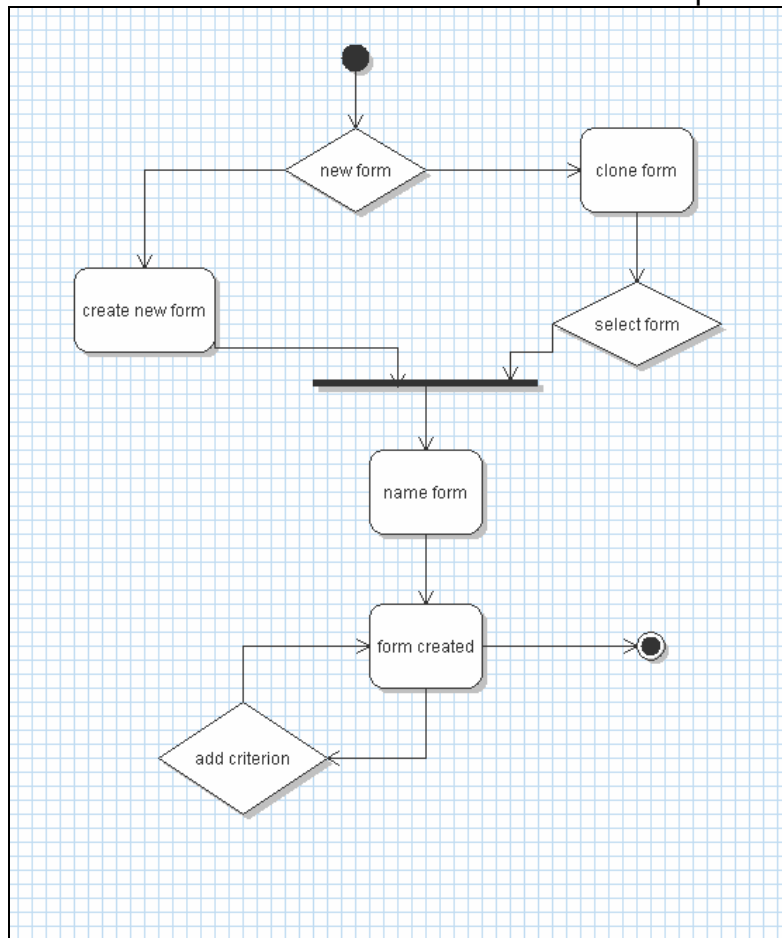 new form
clone form
create new form
select form
name form
form created
add criterion